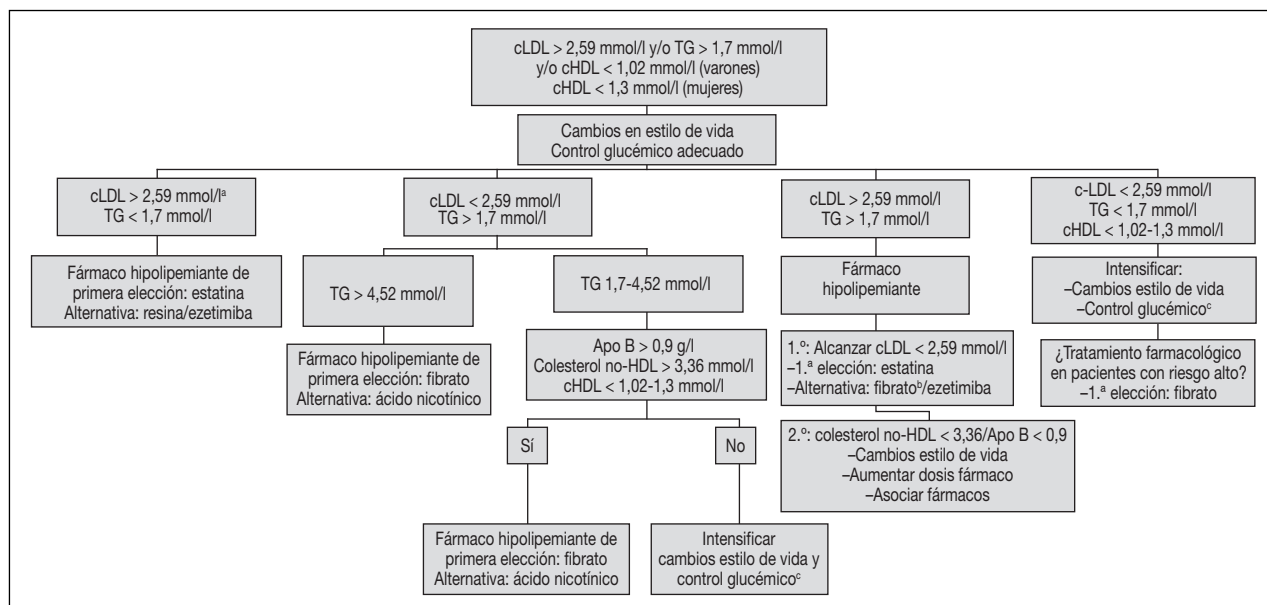 cLDL > 2,59 mmol/l y/o TG > 1,7 mmol/l
y/o cHDL < 1,02 mmol/l (varones)
cHDL < 1,3 mmol/l (mujeres)
Cambios en estilo de vida
Control glucémico adecuado
cLDL > 2,59 mmol/lª
TG < 1,7 mmol/l
Fármaco hipolipemiante de
primera elección: estatina
Alternativa: resina/ezetimiba
cLDL < 2,59 mmol/l
TG > 1,7 mmol/l
TG > 4,52 mmol/l
Fármaco hipolipemiante de
primera elección: fibrato
Alternativa: ácido nicotínico
TG 1,7-4,52 mmol/l
Apo B > 0,9 g/l
Colesterol no-HDL > 3,36 mmol/l
cHDL < 1,02-1,3 mmol/l
Sí
Fármaco hipolipemiante de
primera elección: fibrato
Alternativa: ácido nicotínico
No
Intensificar
cambios estilo de vida y
control glucémicoᶜ
cLDL > 2,59 mmol/l
TG > 1,7 mmol/l
Fármaco
hipolipemiante
1.º: Alcanzar cLDL < 2,59 mmol/l
–1.ª elección: estatina
–Alternativa: fibratoᵇ/ezetimiba
2.º: colesterol no-HDL < 3,36/Apo B < 0,9
–Cambios estilo de vida
–Aumentar dosis fármaco
–Asociar fármacos
c-LDL < 2,59 mmol/l
TG < 1,7 mmol/l
cHDL < 1,02-1,3 mmol/l
Intensificar:
–Cambios estilo de vida
–Control glucémicoᶜ
¿Tratamiento farmacológico
en pacientes con riesgo alto?
–1.ª elección: fibrato